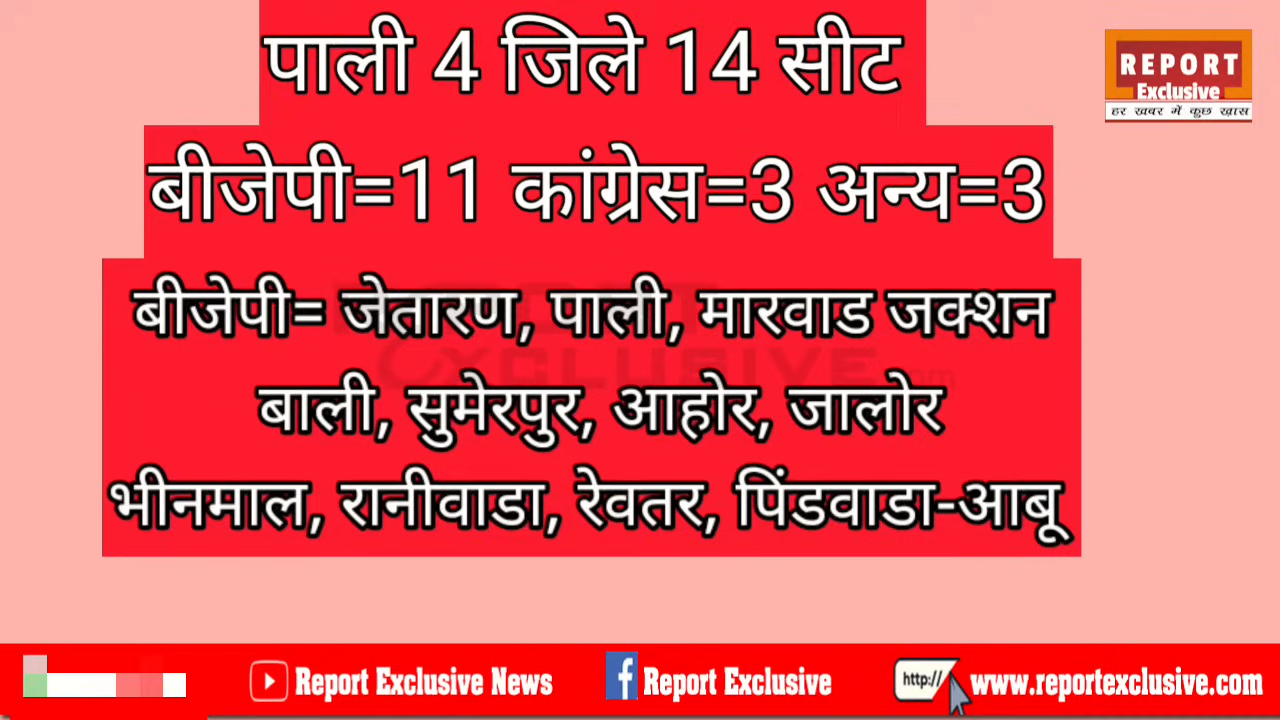 पाली 4 जिले 14 सीट
REPORT
Exclusive
हर खबर में कुछ ख़ास
बीजेपी=11 कांग्रेस=3 अन्य=3
बीजेपी= जेतारण, पाली, मारवाड जक्शन
बाली, सुमेरपुर, आहोर, जालोर
भीनमाल, रानीवाडा, रेवतर, पिंडवाडा-आबू
Report Exclusive News
Report Exclusive
http://
www.reportexclusive.com